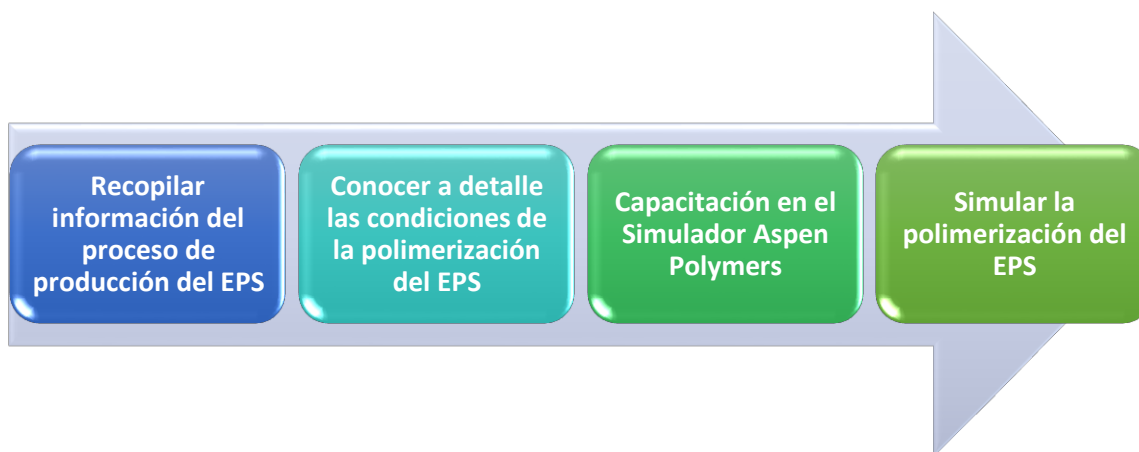 Recopilar
información del
proceso de
producción del EPS
Conocer a detalle
las condiciones de
la polimerización
del EPS
Capacitación en el
Simulador Aspen
Polymers
Simular la
polimerización del
EPS